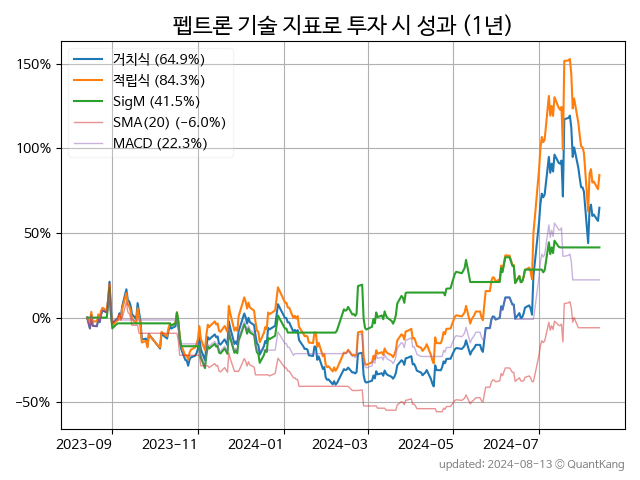 펩트론 기술 지표로 투자 시 성과 (1년)
거치식 (64.9%)
적립식 (84.3%)
SigM (41.5%)
SMA(20) (−6.0%)
MACD (22.3%)
150%
100%
50%
0%
−50%
2023-09 2023-11 2024-01 2024-03 2024-05 2024-07
updated: 2024-08-13 © QuantKang